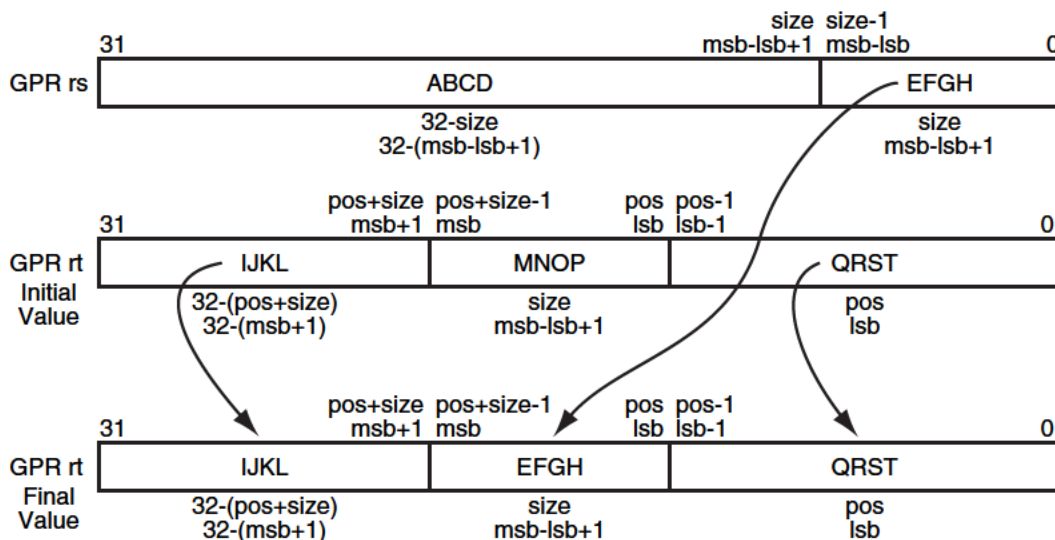 size size-1
31 msb-lsb+1 msb-lsb 0
GPR rs ABCD EFGH
32-size size
32-(msb-lsb+1) msb-lsb+1
pos+size pos+size-1 pos pos-1
31 msb+1 msb lsb lsb-1 0
GPR rt IJKL MNOP QRST
Initial 32-(pos+size) size pos
Value 32-(msb+1) msb-lsb+1 lsb
pos+size pos+size-1 pos pos-1
31 msb+1 msb lsb lsb-1 0
GPR rt IJKL EFGH QRST
Final 32-(pos+size) size pos
Value 32-(msb+1) msb-lsb+1 lsb